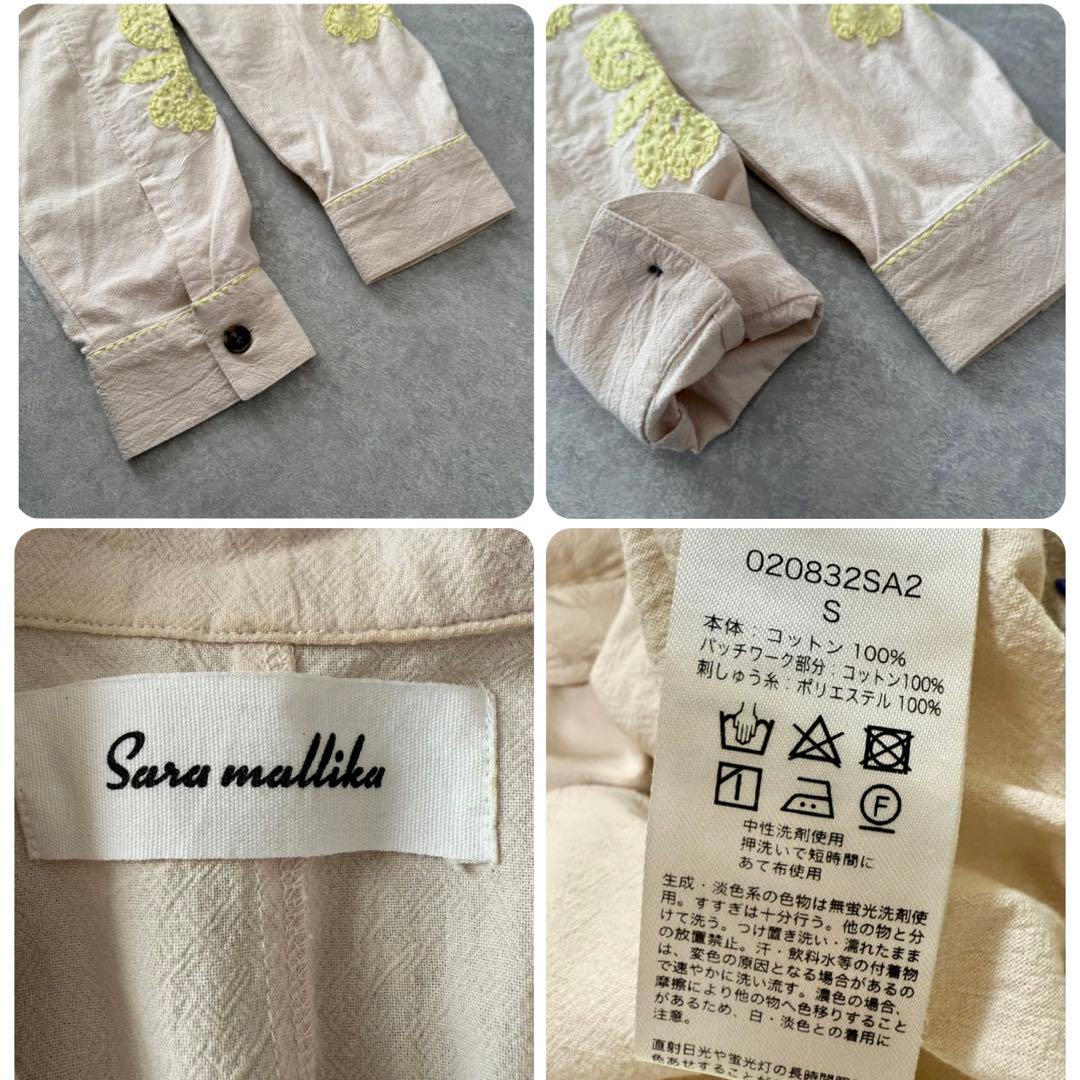 Sara mallika
020832SA2
S
本体：コットン 100%
パッチワーク部分：コットン100%
刺しゅう糸：ポリエステル 100%
F
中性洗剤使用
押洗いで短時間に
あて布使用
生成・淡色系の色物は無蛍光洗剤使
用。すすぎは十分行う。他の物と分
けて洗う。つけ置き洗い・濡れたまま
の放置禁止。汗・飲料水等の付着物
は、変色の原因となる場合があるの
で速やかに洗い流す。濃色の場合、
摩擦により他の物へ色移りすること
があるため、白・淡色との着用に
注意。
直射日光や蛍光灯の長時間
色あせすることが